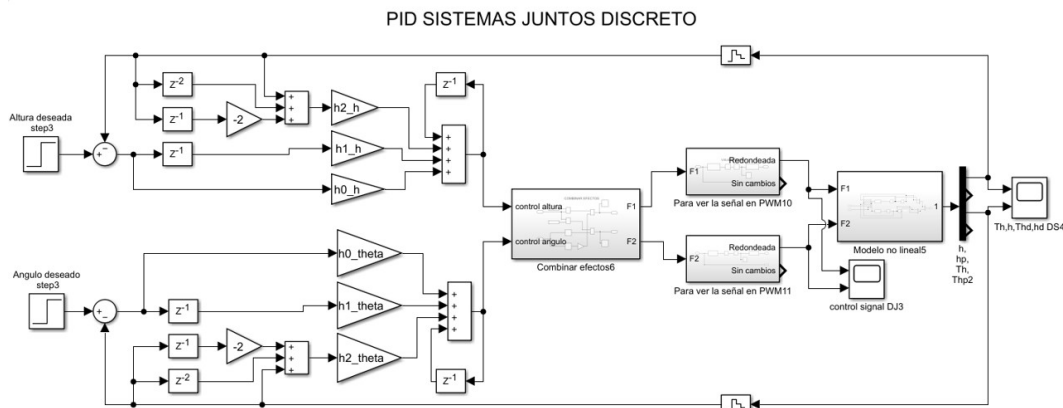 PID SISTEMAS JUNTOS DISCRETO
Altura deseada
step3
+
−
z-2
z-1
-2
+
+
+
h2_h
z-1
h1_h
h0_h
z-1
+
+
+
+
control altura
control angulo
F1
F2
COMBINAR EFECTOS
Combinar efectos6
F1
Redondeada
Sin cambios
Para ver la señal en PWM10
F2
Redondeada
Sin cambios
Para ver la señal en PWM11
F1
F2
1
Modelo no lineal5
control signal DJ3
h,
hp,
Th,
Thp2
Th,h,Thd,hd DS4
Angulo deseado
step3
+
−
h0_theta
z-1
h1_theta
z-1
-2
z-2
+
+
+
h2_theta
+
+
+
+
z-1